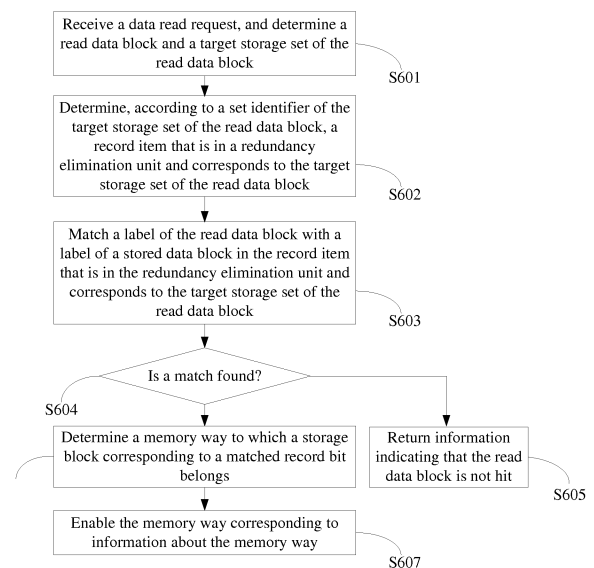 Receive a data read request, and determine a
read data block and a target storage set of the
read data block
S601
Determine, according to a set identifier of the
target storage set of the read data block, a
record item that is in a redundancy
elimination unit and corresponds to the target
storage set of the read data block
S602
Match a label of the read data block with a
label of a stored data block in the record item
that is in the redundancy elimination unit and
corresponds to the target storage set of the
read data block
S603
Is a match found?
S604
Determine a memory way to which a storage
block corresponding to a matched record bit
belongs
Return information
indicating that the read
data block is not hit
S605
Enable the memory way corresponding to
information about the memory way
S607